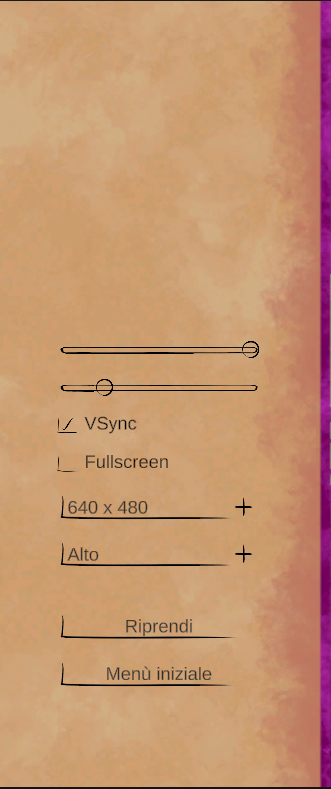 VSync
Fullscreen
640 x 480
Alto
Riprendi
Menù iniziale